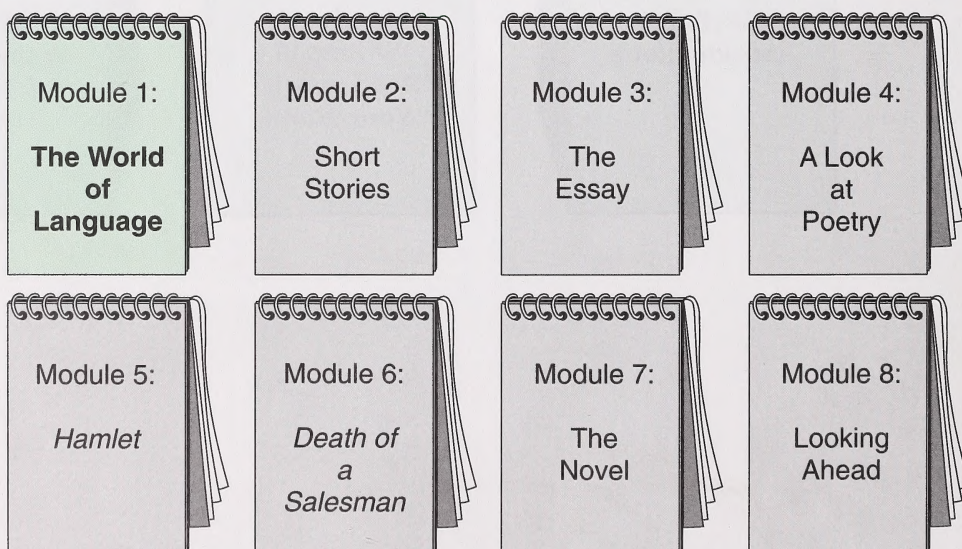 Module 1:
The World
of
Language
Module 2:
Short
Stories
Module 3:
The
Essay
Module 4:
A Look
at
Poetry
Module 5:
Hamlet
Module 6:
Death of
a
Salesman
Module 7:
The
Novel
Module 8:
Looking
Ahead